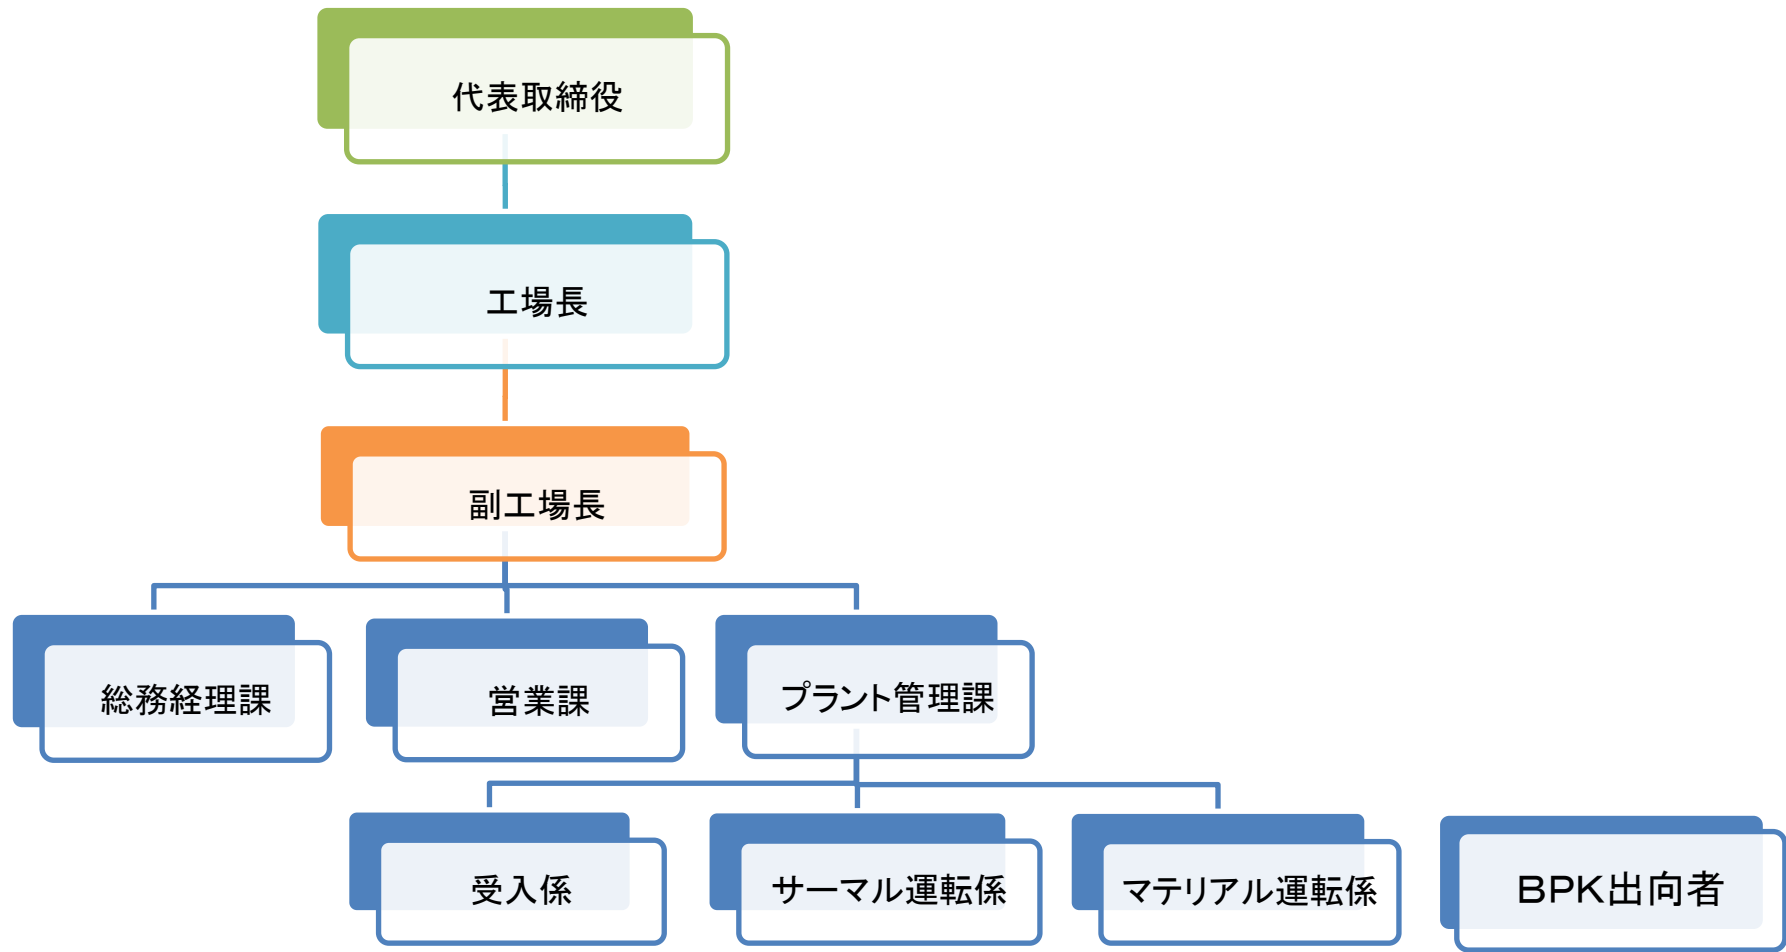 代表取締役
工場長
副工場長
総務経理課
営業課
プラント管理課
受入係
サーマル運転係
マテリアル運転係
ＢＰＫ出向者